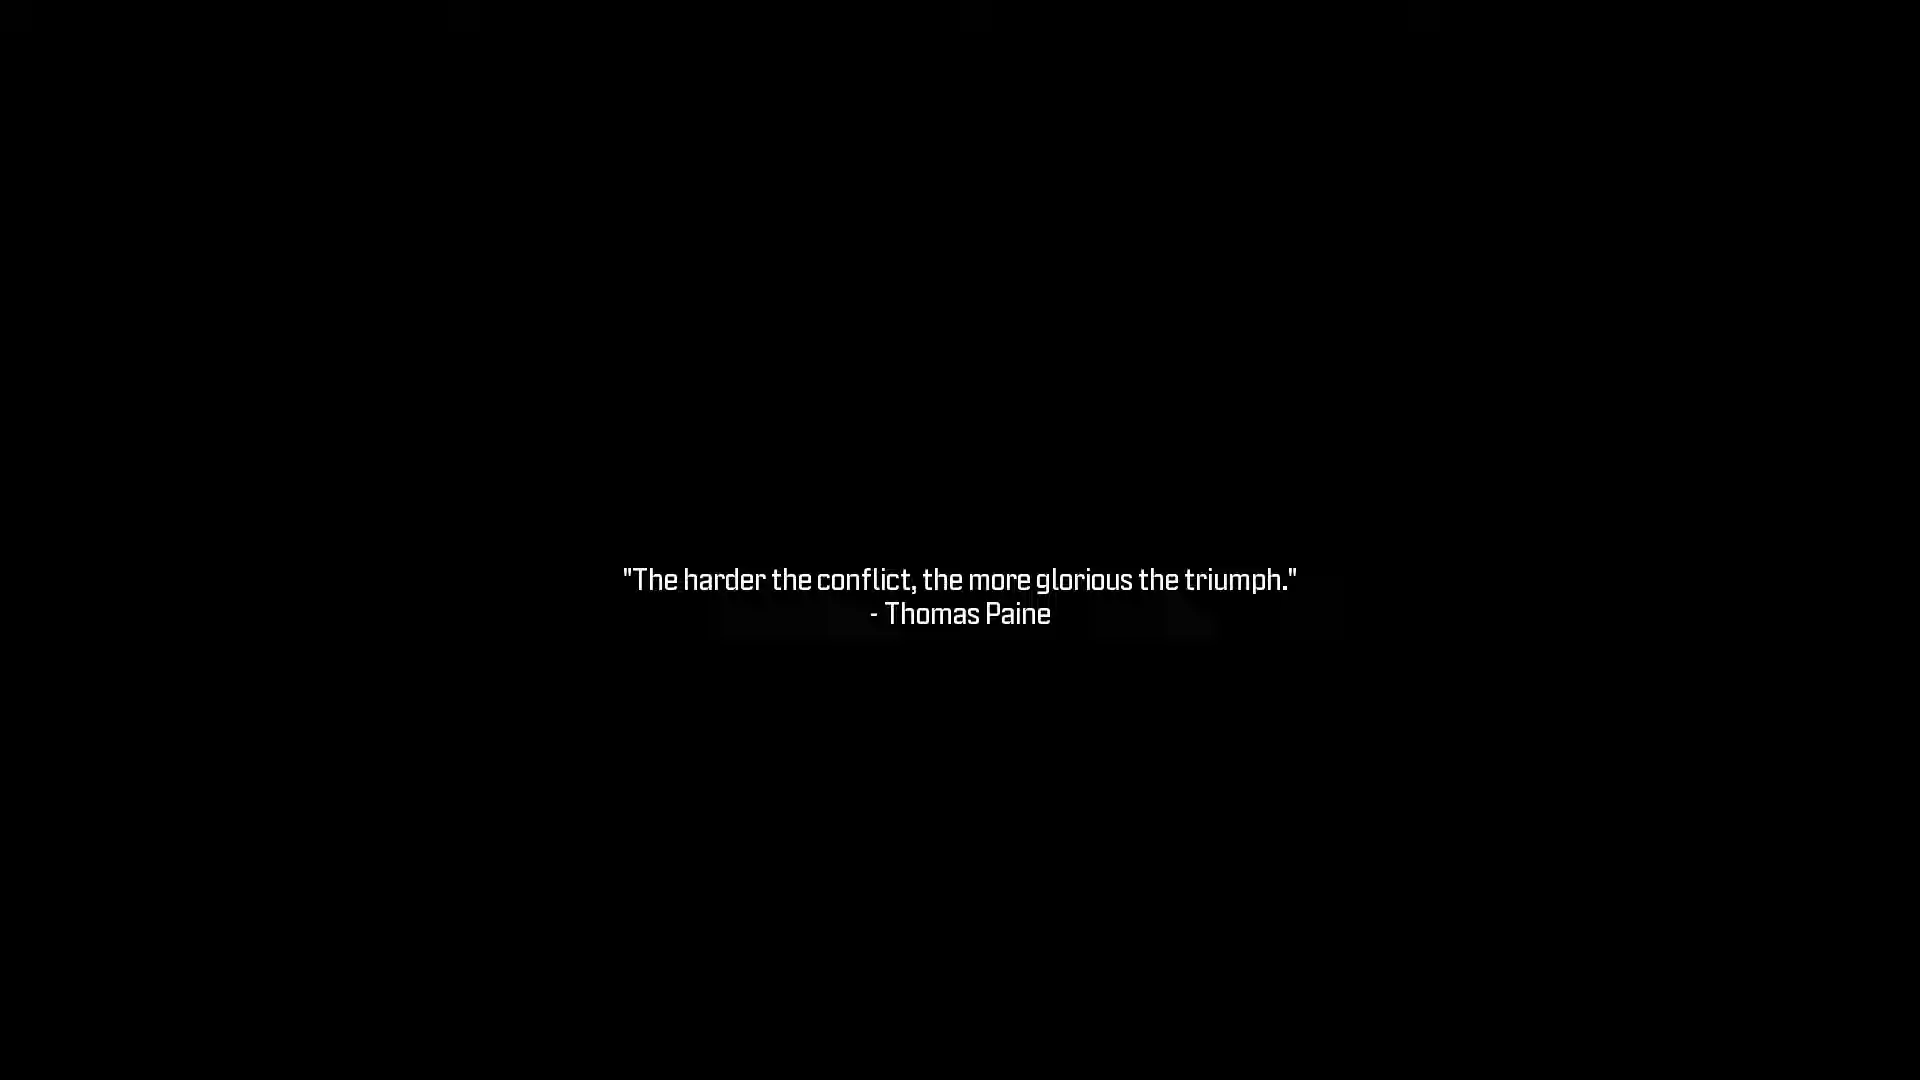 "The harder the conflict, the more glorious the triumph."
- Thomas Paine